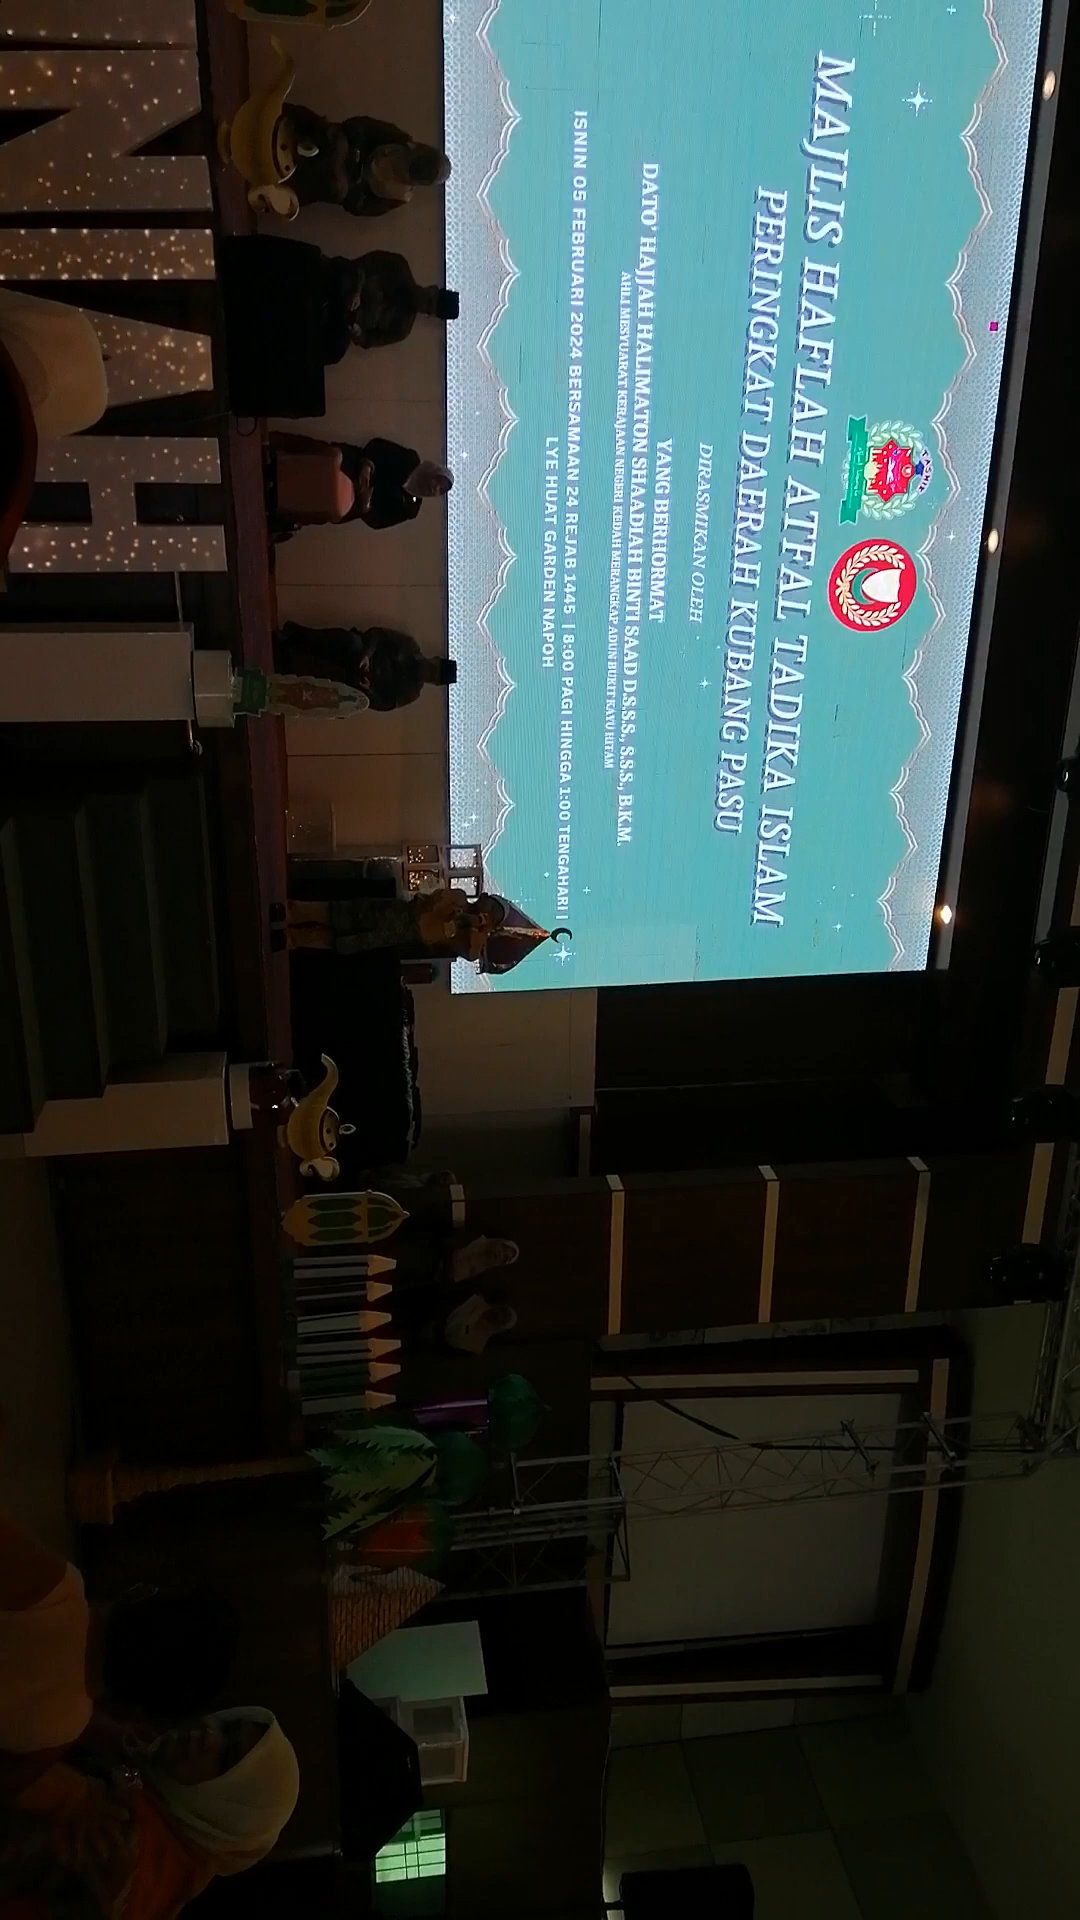 MAJLIS HAFLAH ATFAL TADIKA ISLAM
PERINGKAT DAERAH KUBANG PASU
DIRASMIKAN OLEH
YANG BERHORMAT
DATO' HAJJAH HALIMATON SHAADIAH BINTI SAAD D.S.S.S., S.S.S., B.K.M.
AHLI MESYUARAT KERAJAAN NEGERI KEDAH MERANGKAP ADUN BUKIT KAYU HITAM
ISNIN 05 FEBRUARI 2024 BERSAMAAN 24 REJAB 1445 | 8:00 PAGI HINGGA 1:00 TENGAHARI |
LYE HUAT GARDEN NAPOH